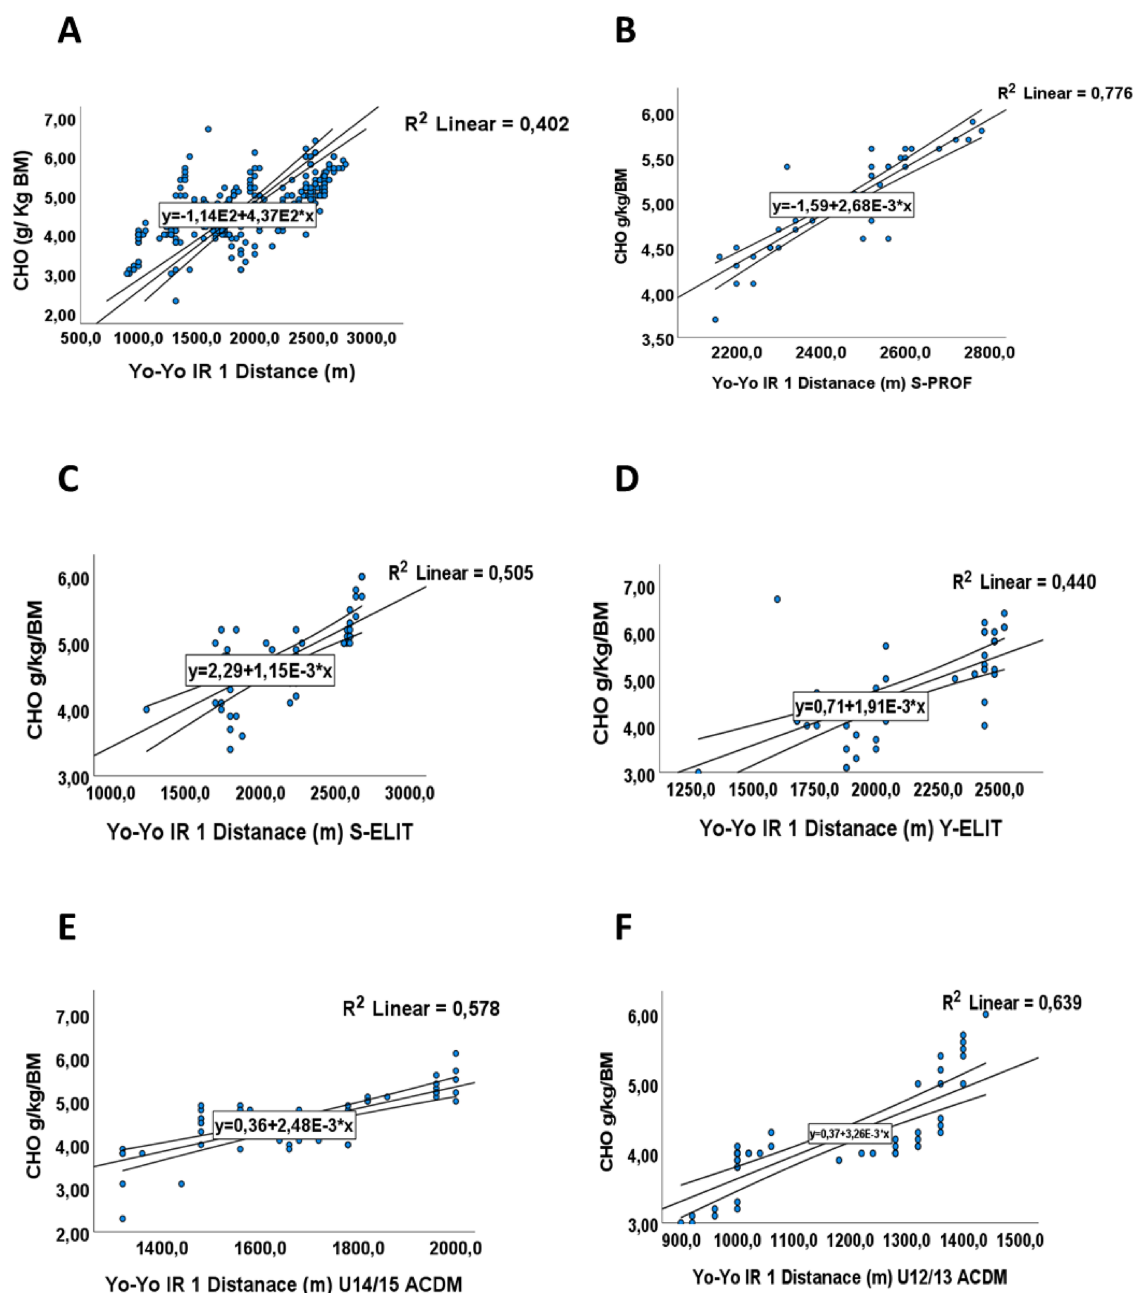 A
7,00
6,00
5,00
4,00
3,00
2,00
CHO (g/ Kg BM)
R2 Linear = 0,402
y=-1,14E2+4,37E2*x
500,0 1000,0 1500,0 2000,0 2500,0 3000,0
Yo-Yo IR 1 Distance (m)
B
6,00
5,50
5,00
4,50
4,00
3,50
CHO g/kg/BM
R2 Linear = 0,776
y=-1,59+2,68E-3*x
2200,0 2400,0 2600,0 2800,0
Yo-Yo IR 1 Distanace (m) S-PROF
C
6,00
5,00
4,00
3,00
CHO g/kg/BM
R2 Linear = 0,505
y=2,29+1,15E-3*x
1000,0 1500,0 2000,0 2500,0 3000,0
Yo-Yo IR 1 Distanace (m) S-ELIT
D
7,00
6,00
5,00
4,00
3,00
CHO g/Kg/BM
R2 Linear = 0,440
y=0,71+1,91E-3*x
1250,0 1500,0 1750,0 2000,0 2250,0 2500,0
Yo-Yo IR 1 Distanace (m) Y-ELIT
E
7,00
6,00
5,00
4,00
3,00
2,00
CHO g/kg/BM
R2 Linear = 0,578
y=0,36+2,48E-3*x
1400,0 1600,0 1800,0 2000,0
Yo-Yo IR 1 Distanace (m) U14/15 ACDM
F
6,00
5,00
4,00
3,00
CHO g/kg/BM
R2 Linear = 0,639
y=0,37+3,26E-3*x
900,0 1000,0 1100,0 1200,0 1300,0 1400,0 1500,0
Yo-Yo IR 1 Distanace (m) U12/13 ACDM